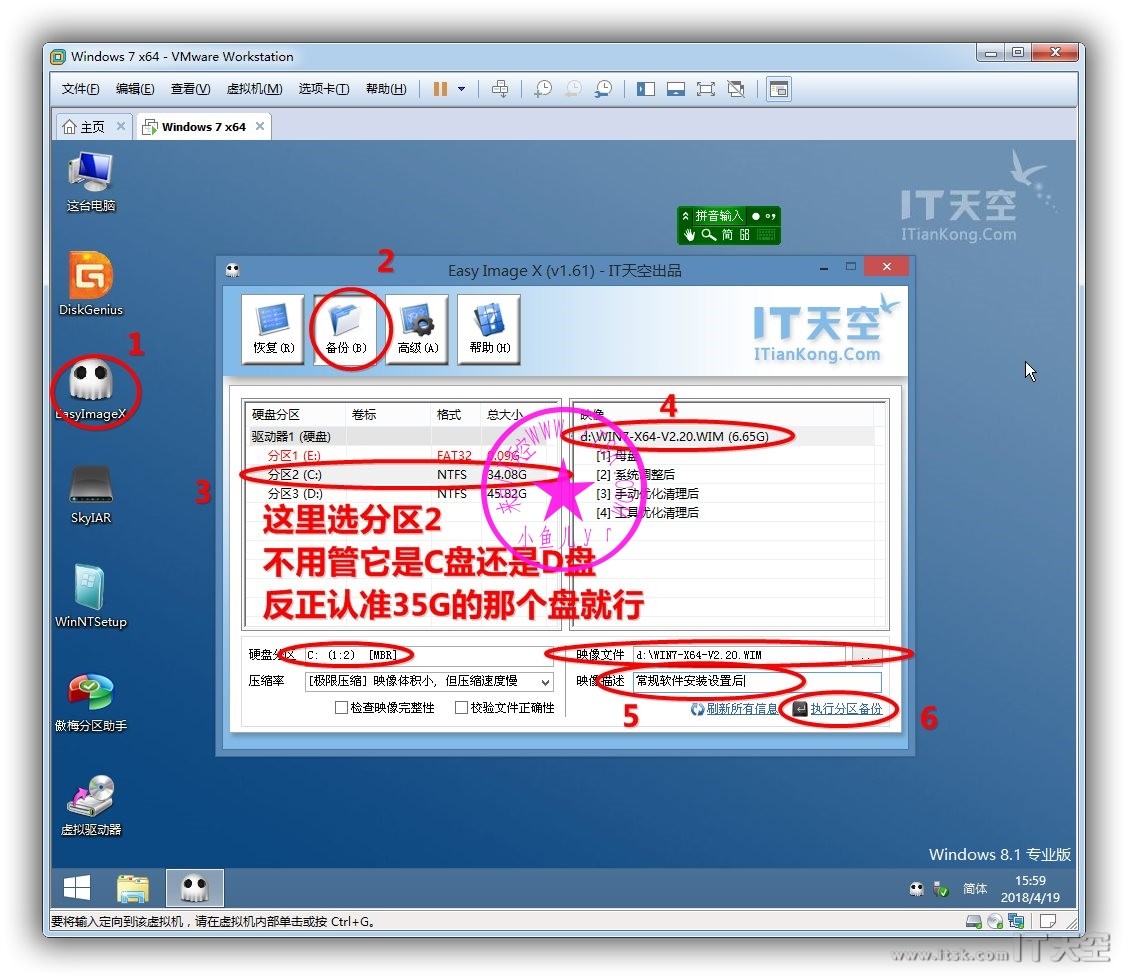 Windows 7 x64 - VMware Workstation
文件(F) 编辑(E) 查看(V) 虚拟机(M) 选项卡(T) 帮助(H)
主页 Windows 7 x64
这台电脑
IT天空
ITianKong.Com
拼音输入
简
2
Easy Image X (v1.61) - IT天空出品
DiskGenius
恢复(R) 备份(B) 高级(A) 帮助(H)
IT天空
ITianKong.Com
1
EasyImageX
4
硬盘分区 卷标 格式 总大小 映像
驱动器1 (硬盘) d:\WIN7-X64-V2.20.WIM (6.65G)
分区1 (E:) FAT32 0.09G [1] 母盘
3 分区2 (C:) NTFS 34.08G [2] 系统调整后
分区3 (D:) NTFS 45.82G [3] 手动优化清理后
[4] 工具优化清理后
SkyIAR
小鱼儿yr
这里选分区2
不用管它是C盘还是D盘
反正认准35G的那个盘就行
WinNTSetup
硬盘分区 C: (1:2) [MBR] 映像文件 d:\WIN7-X64-V2.20.WIM ...
压缩率 [极限压缩] 映像体积小, 但压缩速度慢 映像描述 常规软件安装设置后
检查映像完整性 校验文件正确性 5 刷新所有信息 执行分区备份 6
傲梅分区助手
虚拟驱动器
Windows 8.1 专业版
简体 15:59
2018/4/19
要将输入定向到该虚拟机，请在虚拟机内部单击或按 Ctrl+G。
www.itsk.com IT天空